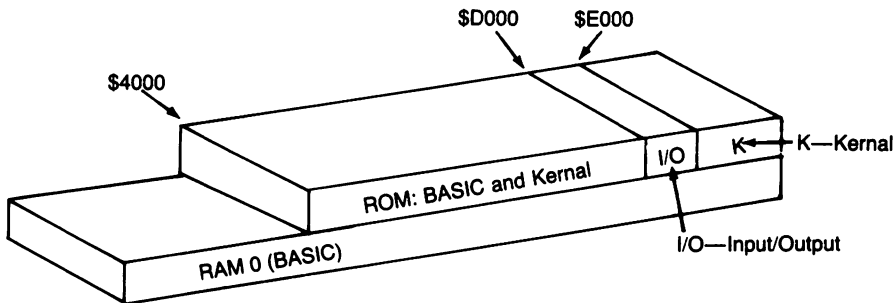 $D000
$E000
$4000
ROM: BASIC and Kernal
I/O
K
K—Kernal
I/O—Input/Output
RAM 0 (BASIC)